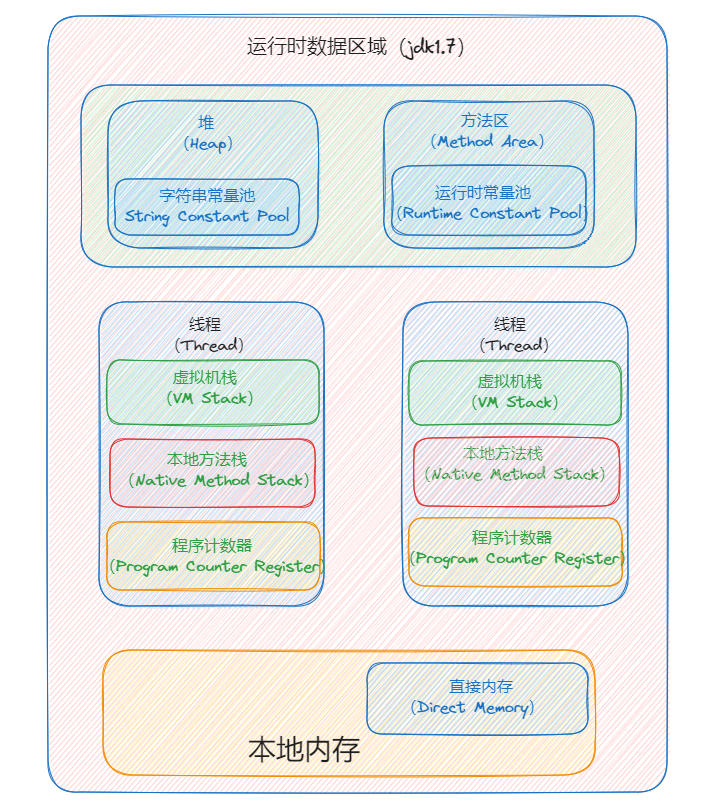 运行时数据区域（jdk1.7）
堆
（Heap）
字符串常量池
String Constant Pool
方法区
（Method Area）
运行时常量池
（Runtime Constant Pool）
线程
（Thread）
虚拟机栈
（VM Stack）
本地方法栈
（Native Method Stack）
程序计数器
（Program Counter Register）
线程
（Thread）
虚拟机栈
（VM Stack）
本地方法栈
（Native Method Stack）
程序计数器
（Program Counter Register）
直接内存
（Direct Memory）
本地内存